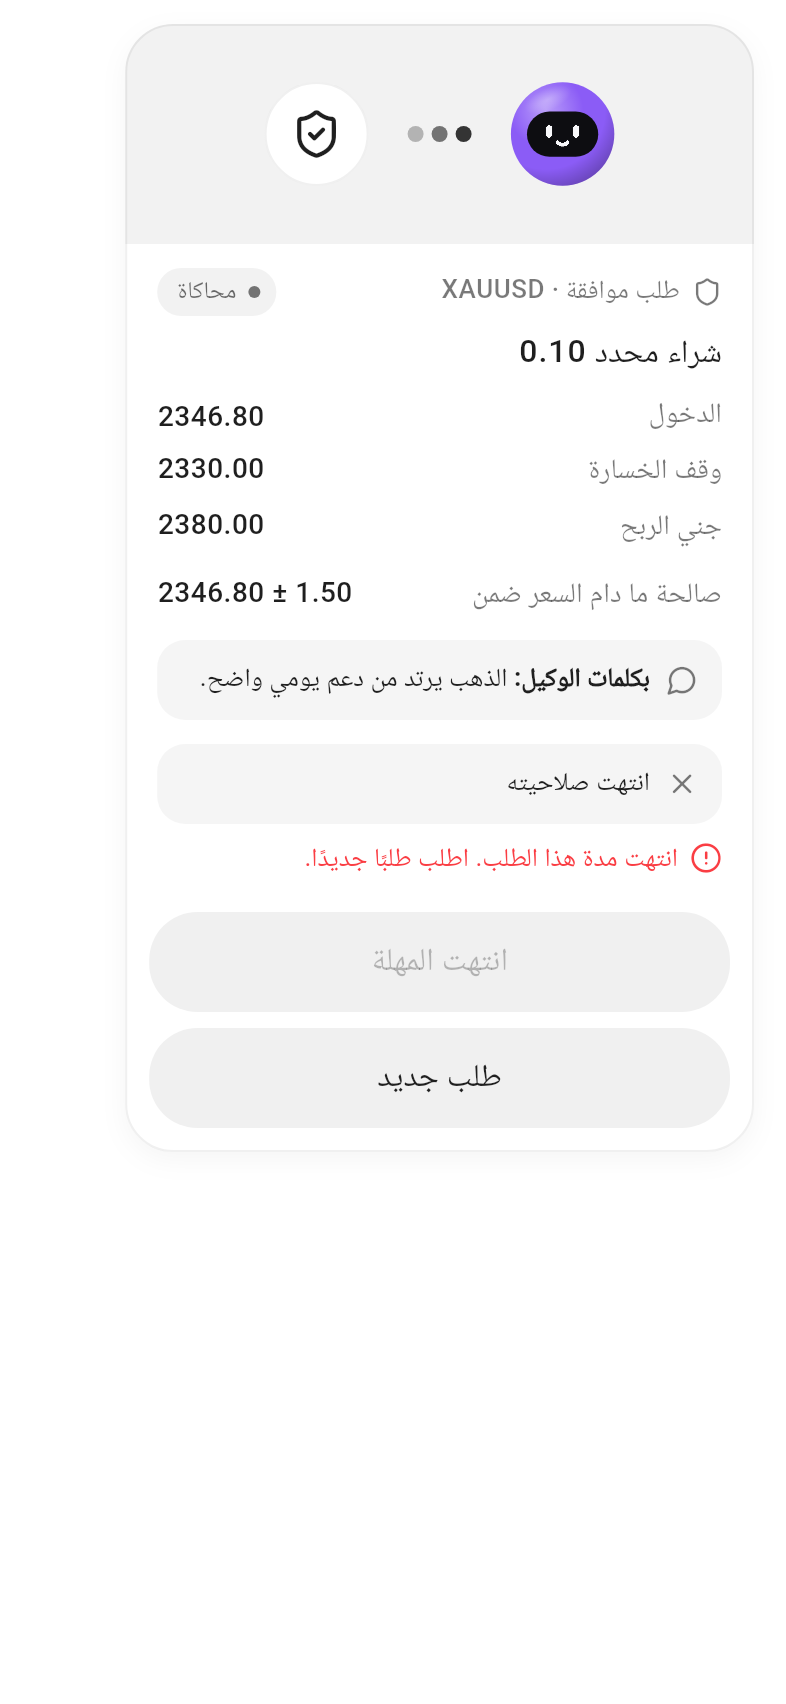 طلب موافقة · XAUUSD
محاكاة
شراء محدد 0.10
الدخول 2346.80
وقف الخسارة 2330.00
جني الربح 2380.00
صالحة ما دام السعر ضمن 2346.80 ± 1.50
بكلمات الوكيل: الذهب يرتد من دعم يومي واضح.
انتهت صلاحيته
انتهت مدة هذا الطلب. اطلب طلبًا جديدًا.
انتهت المهلة
طلب جديد